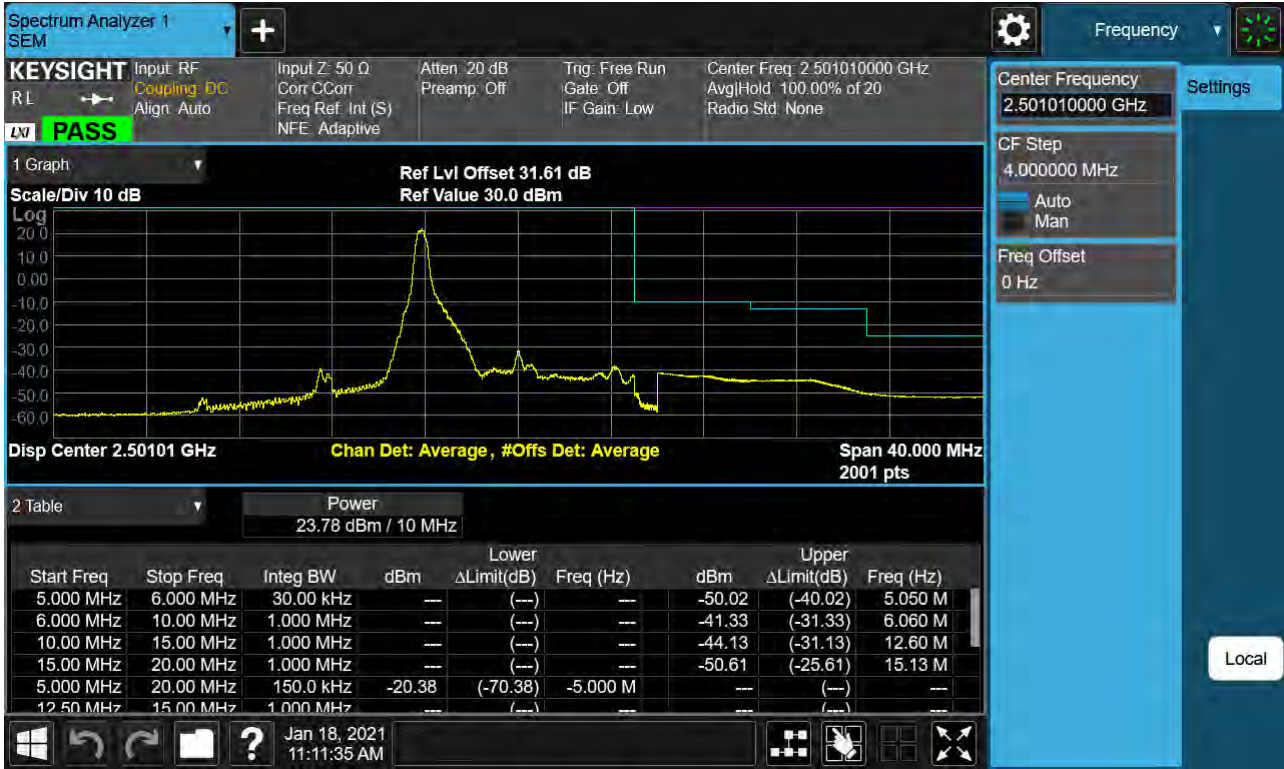 Spectrum Analyzer 1
SEM
+
Frequency
KEYSIGHT Input: RF Input Z: 50 Ω Atten: 20 dB Trig: Free Run Center Freq: 2.501010000 GHz
RL Coupling: DC Corr CCorr Preamp: Off Gate: Off Avg|Hold: 100.00% of 20
Align: Auto Freq Ref: Int (S) IF Gain: Low Radio Std: None
LXI PASS NFE: Adaptive
Center Frequency Settings
2.501010000 GHz
CF Step
4.000000 MHz
Auto
Man
Freq Offset
0 Hz
1 Graph
Ref Lvl Offset 31.61 dB
Scale/Div 10 dB Ref Value 30.0 dBm
Log
20.0
10.0
0.00
-10.0
-20.0
-30.0
-40.0
-50.0
-60.0
Disp Center 2.50101 GHz Chan Det: Average, #Offs Det: Average Span 40.000 MHz
2001 pts
2 Table Power
23.78 dBm / 10 MHz
Lower Upper
Start Freq Stop Freq Integ BW dBm ΔLimit(dB) Freq (Hz) dBm ΔLimit(dB) Freq (Hz)
5.000 MHz 6.000 MHz 30.00 kHz --- (---) --- -50.02 (-40.02) 5.050 M
6.000 MHz 10.00 MHz 1.000 MHz --- (---) --- -41.33 (-31.33) 6.060 M
10.00 MHz 15.00 MHz 1.000 MHz --- (---) --- -44.13 (-31.13) 12.60 M
15.00 MHz 20.00 MHz 1.000 MHz --- (---) --- -50.61 (-25.61) 15.13 M
5.000 MHz 20.00 MHz 150.0 kHz -20.38 (-70.38) -5.000 M --- (---) ---
12.50 MHz 15.00 MHz 1.000 MHz --- (---) --- --- (---) ---
Local
? Jan 18, 2021
11:11:35 AM